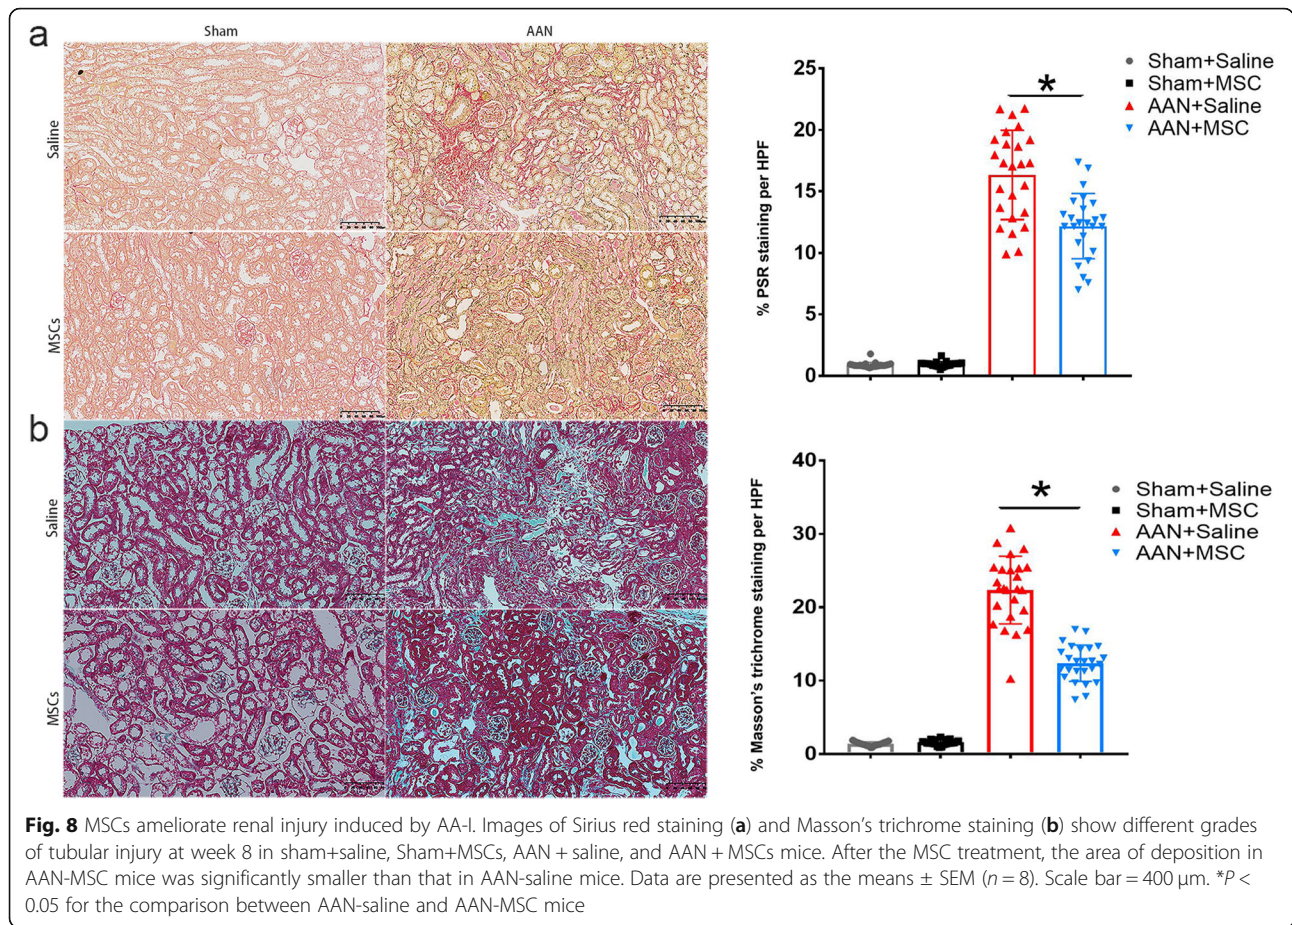 a
Sham
AAN
Saline
MSCs
b
Saline
MSCs
25
20
15
10
5
0
% PSR staining per HPF
*
Sham+Saline
Sham+MSC
AAN+Saline
AAN+MSC
40
30
20
10
0
% Masson's trichrome staining per HPF
*
Sham+Saline
Sham+MSC
AAN+Saline
AAN+MSC
Fig. 8 MSCs ameliorate renal injury induced by AA-I. Images of Sirius red staining (a) and Masson's trichrome staining (b) show different grades
of tubular injury at week 8 in sham+saline, Sham+MSCs, AAN + saline, and AAN + MSCs mice. After the MSC treatment, the area of deposition in
AAN-MSC mice was significantly smaller than that in AAN-saline mice. Data are presented as the means ± SEM (n = 8). Scale bar = 400 μm. *P <
0.05 for the comparison between AAN-saline and AAN-MSC mice